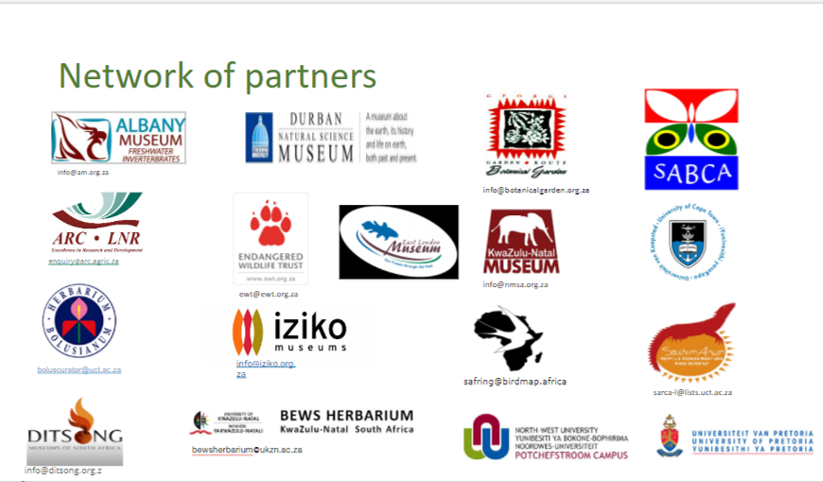 Network of partners
ALBANY
MUSEUM
FRESHWATER
INVERTEBRATES
info@am.org.za
DURBAN
NATURAL SCIENCE
MUSEUM
A museum about
the earth, its history
and life on earth,
both past and present.
GEORGE
GARDEN ROUTE
Botanical Garden
info@botanicalgarden.org.za
SABCA
ARC • LNR
Excellence in Research and Development
enquiry@arc.agric.za
ENDANGERED
WILDLIFE TRUST
www.ewt.org.za
ewt@ewt.org.za
East London
Museum
KwaZulu-Natal
MUSEUM
info@nmsa.org.za
University of Cape Town
HERBARIUM
BOLUSIANUM
boluscurator@uct.ac.za
iziko
museums
info@iziko.org.
za
safring@birdmap.africa
sarca-l@lists.uct.ac.za
DITSONG
MUSEUMS OF SOUTH AFRICA
info@ditsong.org.z
UNIVERSITY OF
KWAZULU-NATAL
INYUVESI
YAKWAZULU-NATALI
BEWS HERBARIUM
KwaZulu-Natal South Africa
bewsherbarium@ukzn.ac.za
NORTH-WEST UNIVERSITY
YUNIBESITI YA BOKONE-BOPHIRIMA
NOORDWES-UNIVERSITEIT
POTCHEFSTROOM CAMPUS
UNIVERSITEIT VAN PRETORIA
UNIVERSITY OF PRETORIA
YUNIBESITHI YA PRETORIA